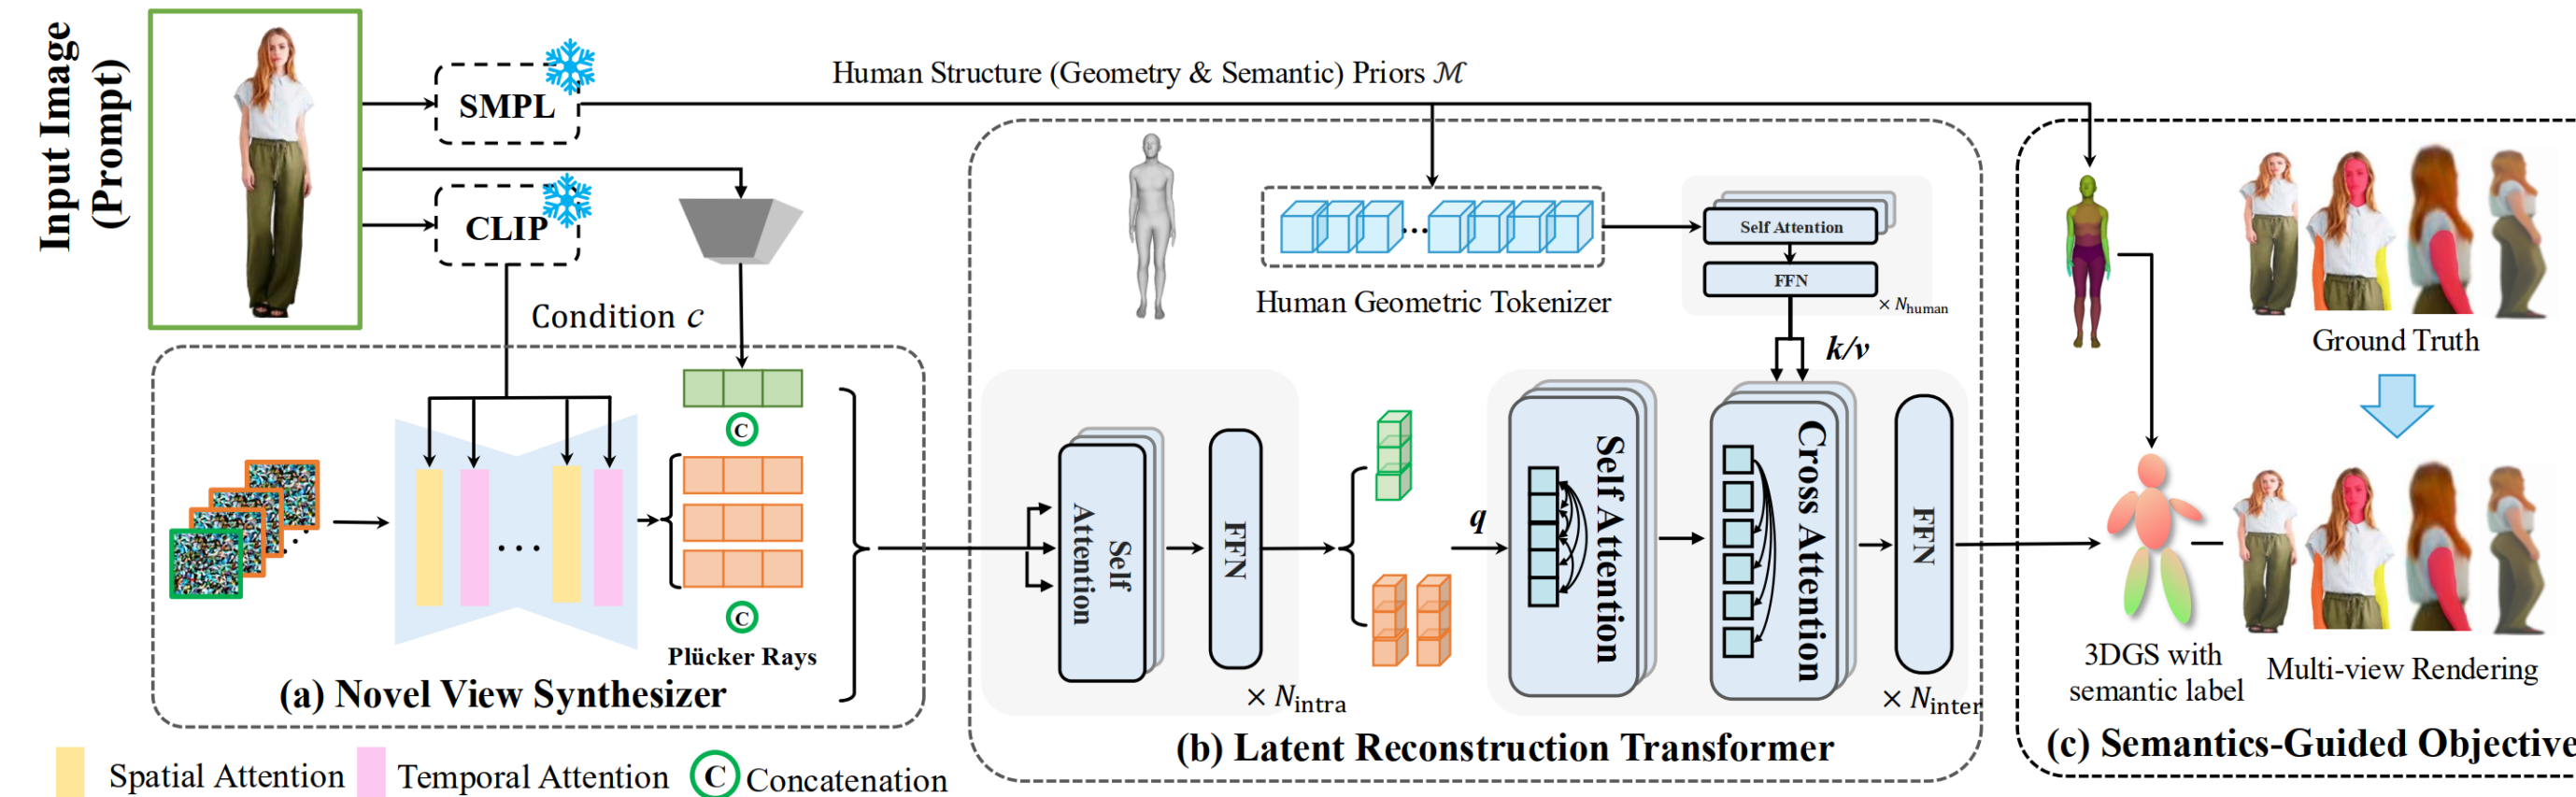 Input Image
(Prompt)
SMPL
CLIP
Human Structure (Geometry & Semantic) Priors ℳ
Condition c
C
C
Plücker Rays
(a) Novel View Synthesizer
Spatial Attention
Temporal Attention
C Concatenation
...
Human Geometric Tokenizer
Self Attention
FFN
× N_human
k/v
Self
Attention
FFN
× N_intra
q
Self Attention
Cross Attention
FFN
× N_inter
(b) Latent Reconstruction Transformer
Ground Truth
3DGS with
semantic label
Multi-view Rendering
(c) Semantics-Guided Objective